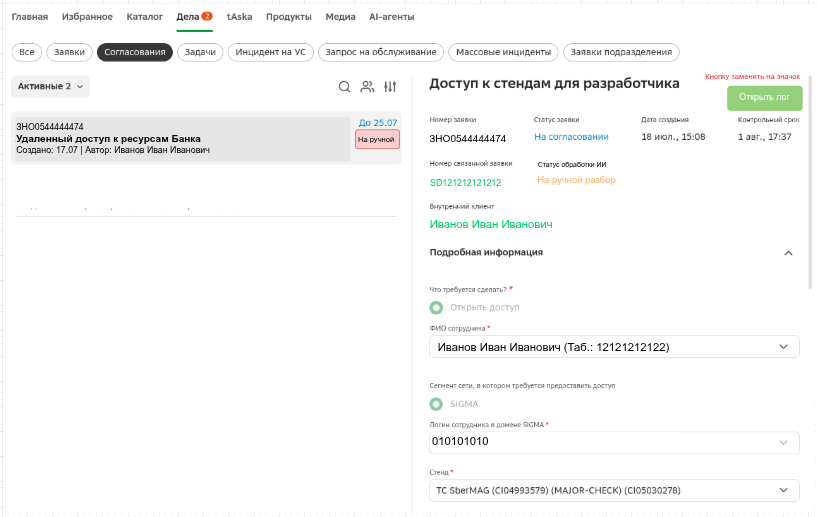 Главная Избранное Каталог Дела 2 tAska Продукты Медиа AI-агенты
Все Заявки Согласования Задачи Инцидент на УС Запрос на обслуживание Массовые инциденты Заявки подразделения
Активные 2
ЗНО0544444474
До 25.07
Удаленный доступ к ресурсам Банка
На ручной
Создано: 17.07 | Автор: Иванов Иван Иванович
Кнопку заменить на значок
Доступ к стендам для разработчика
Открыть лог
Номер заявки Статус заявки Дата создания Контрольный срок
ЗНО0544444474 На согласовании 18 июл., 15:08 1 авг., 17:37
Номер связанной заявки Статус обработки ИИ
SD121212121212 На ручной разбор
Внутренний клиент
Иванов Иван Иванович
Подробная информация
Что требуется сделать? *
Открыть доступ
ФИО сотрудника *
Иванов Иван Иванович (Таб.: 12121212122)
Сегмент сети, в котором требуется предоставить доступ
SIGMA
Логин сотрудника в домене SIGMA *
010101010
Стенд *
TC SberMAG (CI04993579) (MAJOR-CHECK) (CI05030278)